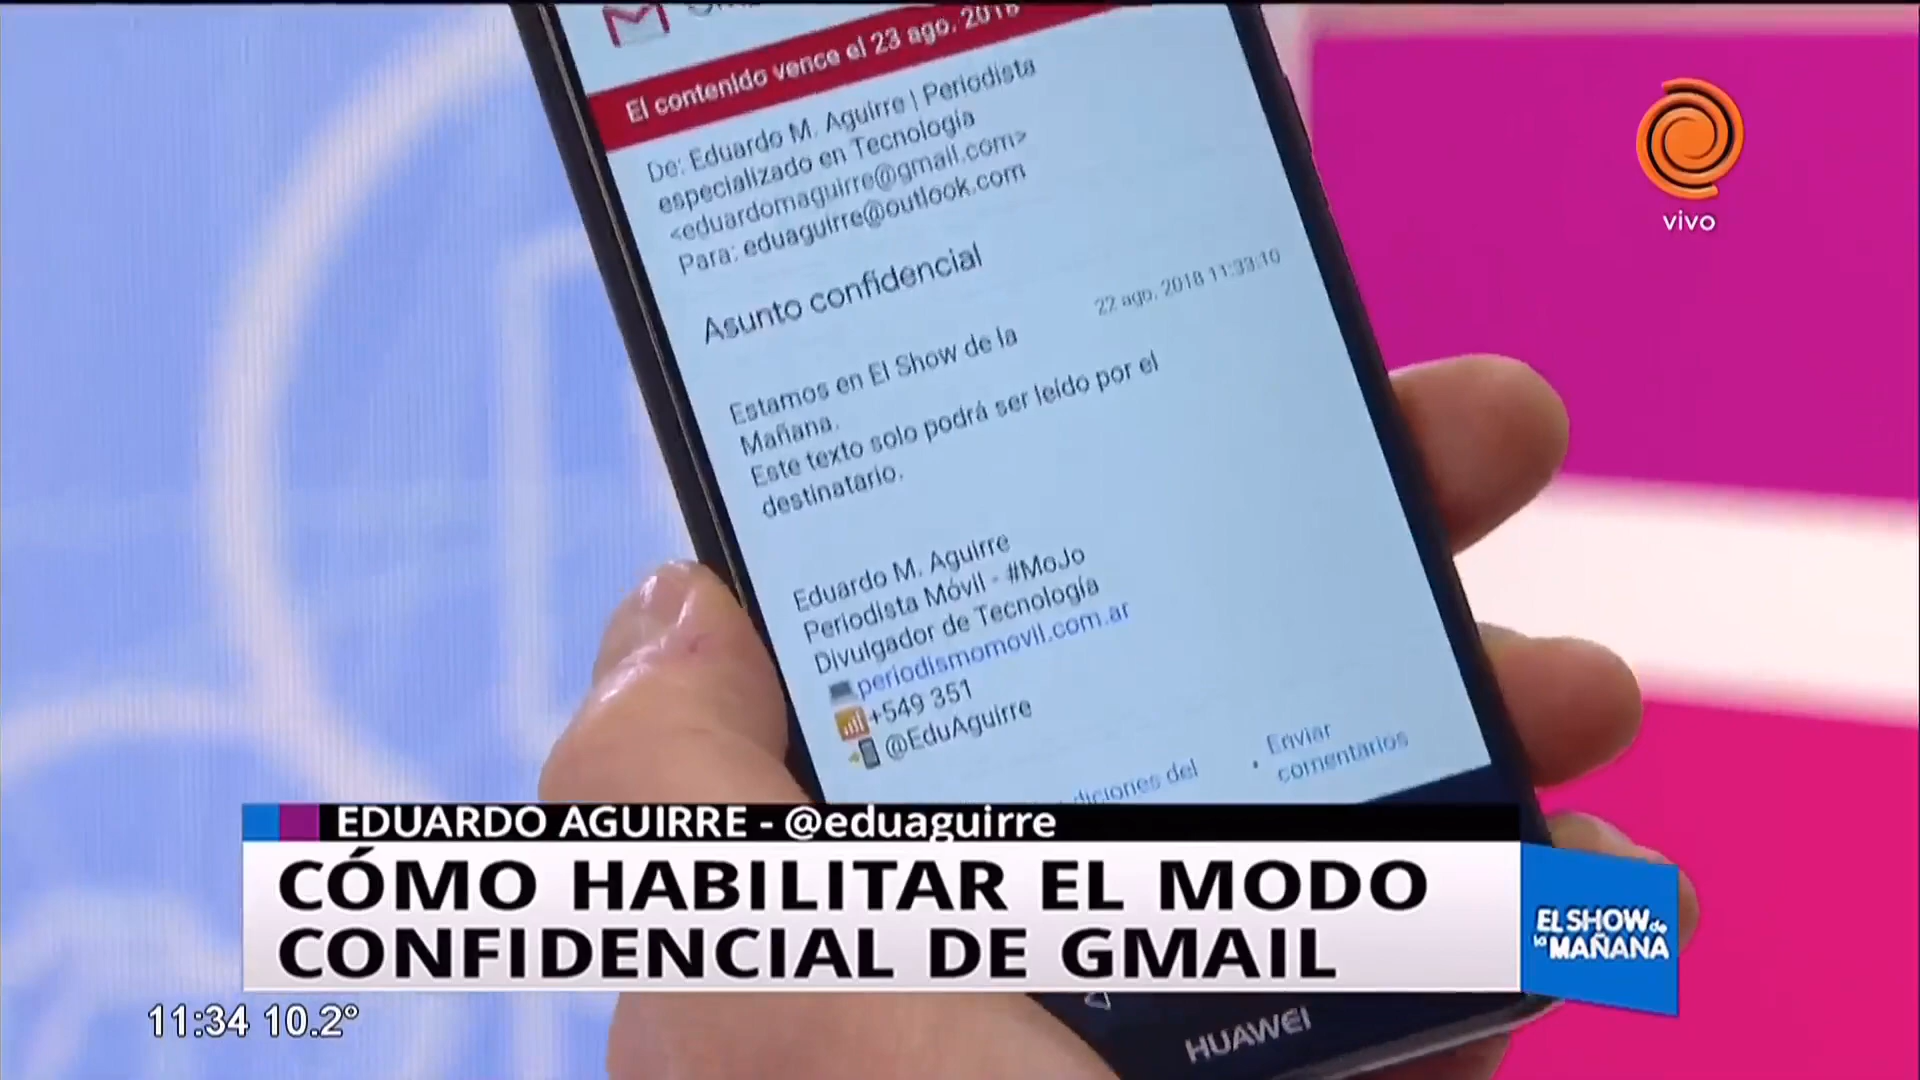 El contenido vence el 23 ago. 2018
De: Eduardo M. Aguirre | Periodista
especializado en Tecnología
<eduardomaguirre@gmail.com>
Para: eduaguirre@outlook.com
Asunto confidencial
22 ago. 2018 11:33:10
Estamos en El Show de la
Mañana.
Este texto solo podrá ser leído por el
destinatario.
Eduardo M. Aguirre
Periodista Móvil - #MoJo
Divulgador de Tecnología
periodismomovil.com.ar
+549 351
@EduAguirre
diciones del
• Enviar
comentarios
vivo
EDUARDO AGUIRRE - @eduaguirre
CÓMO HABILITAR EL MODO
CONFIDENCIAL DE GMAIL
EL SHOW de
la MAÑANA
11:34 10.2°
HUAWEI